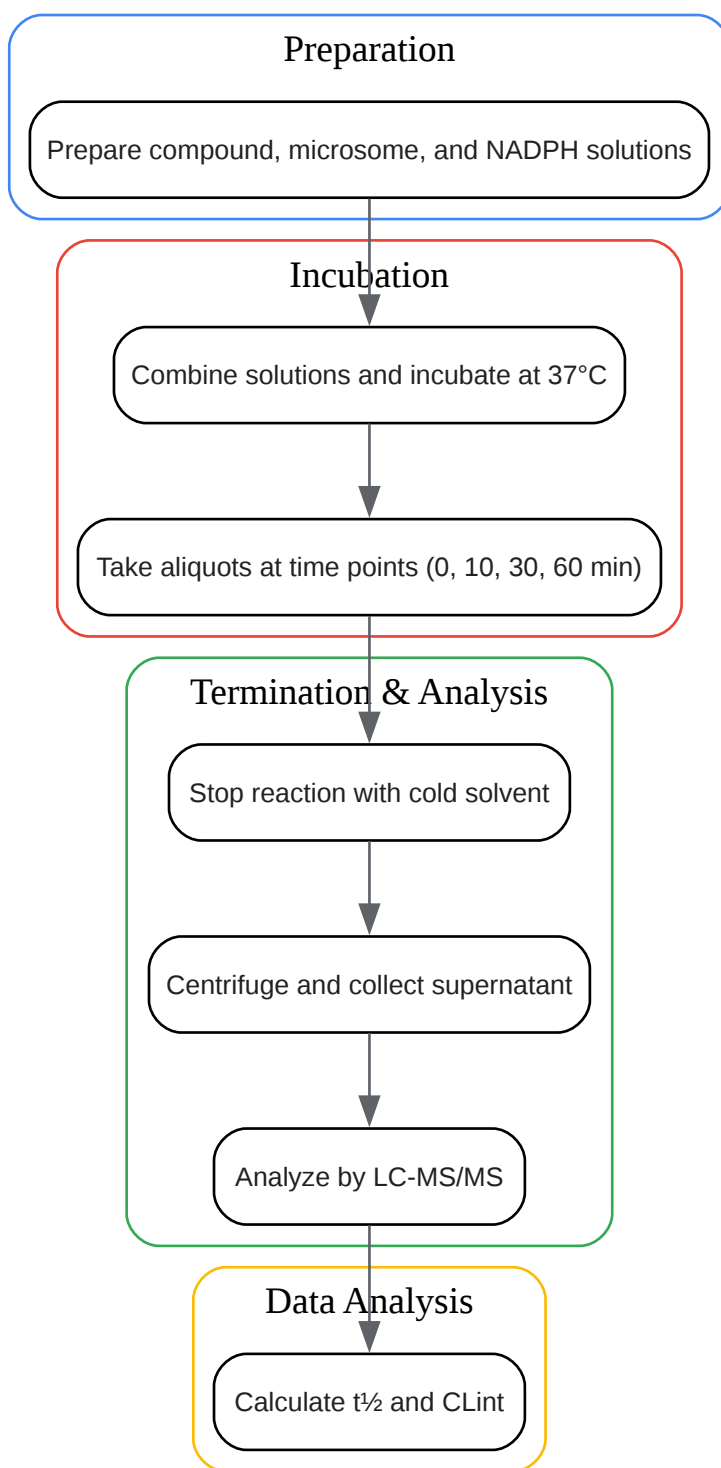 Preparation
Prepare compound, microsome, and NADPH solutions
Incubation
Combine solutions and incubate at 37°C
Take aliquots at time points (0, 10, 30, 60 min)
Termination & Analysis
Stop reaction with cold solvent
Centrifuge and collect supernatant
Analyze by LC-MS/MS
Data Analysis
Calculate t½ and CLint